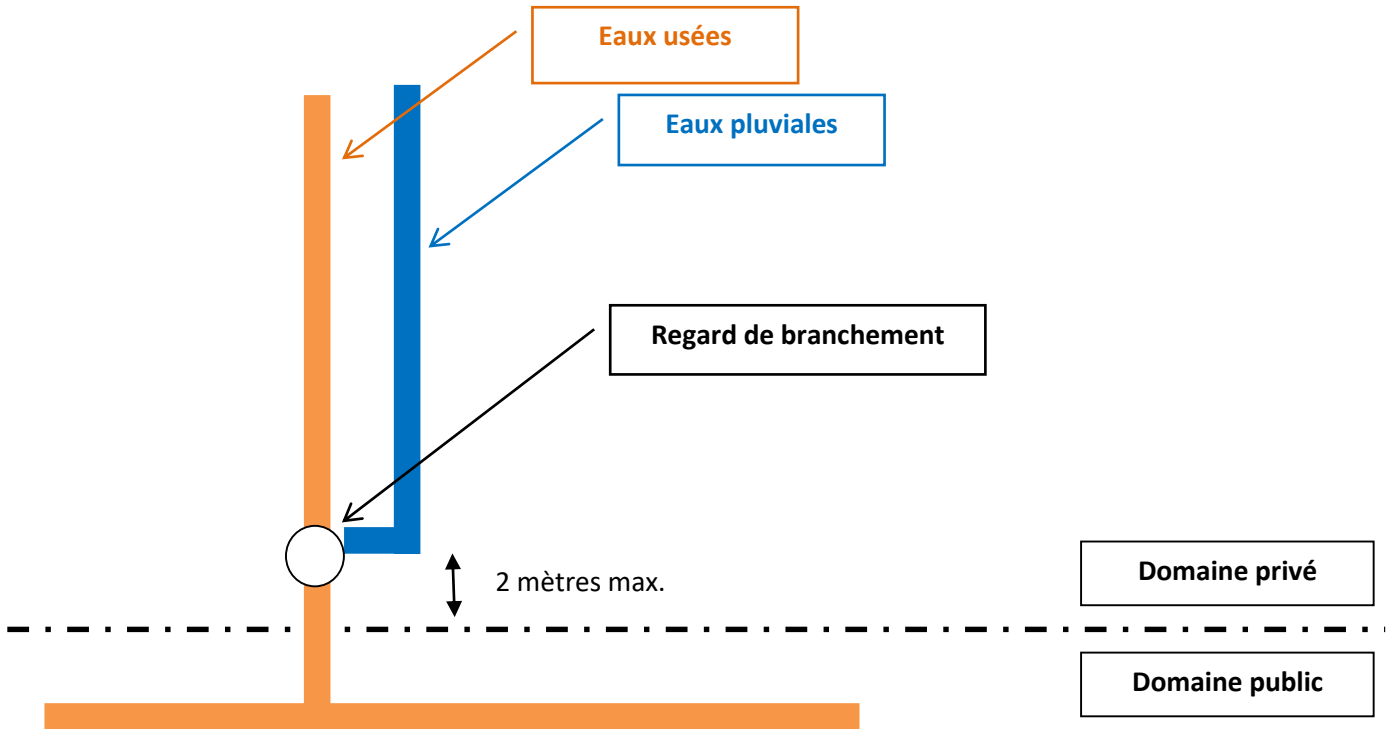 Eaux usées
Eaux pluviales
Regard de branchement
2 mètres max.
Domaine privé
Domaine public